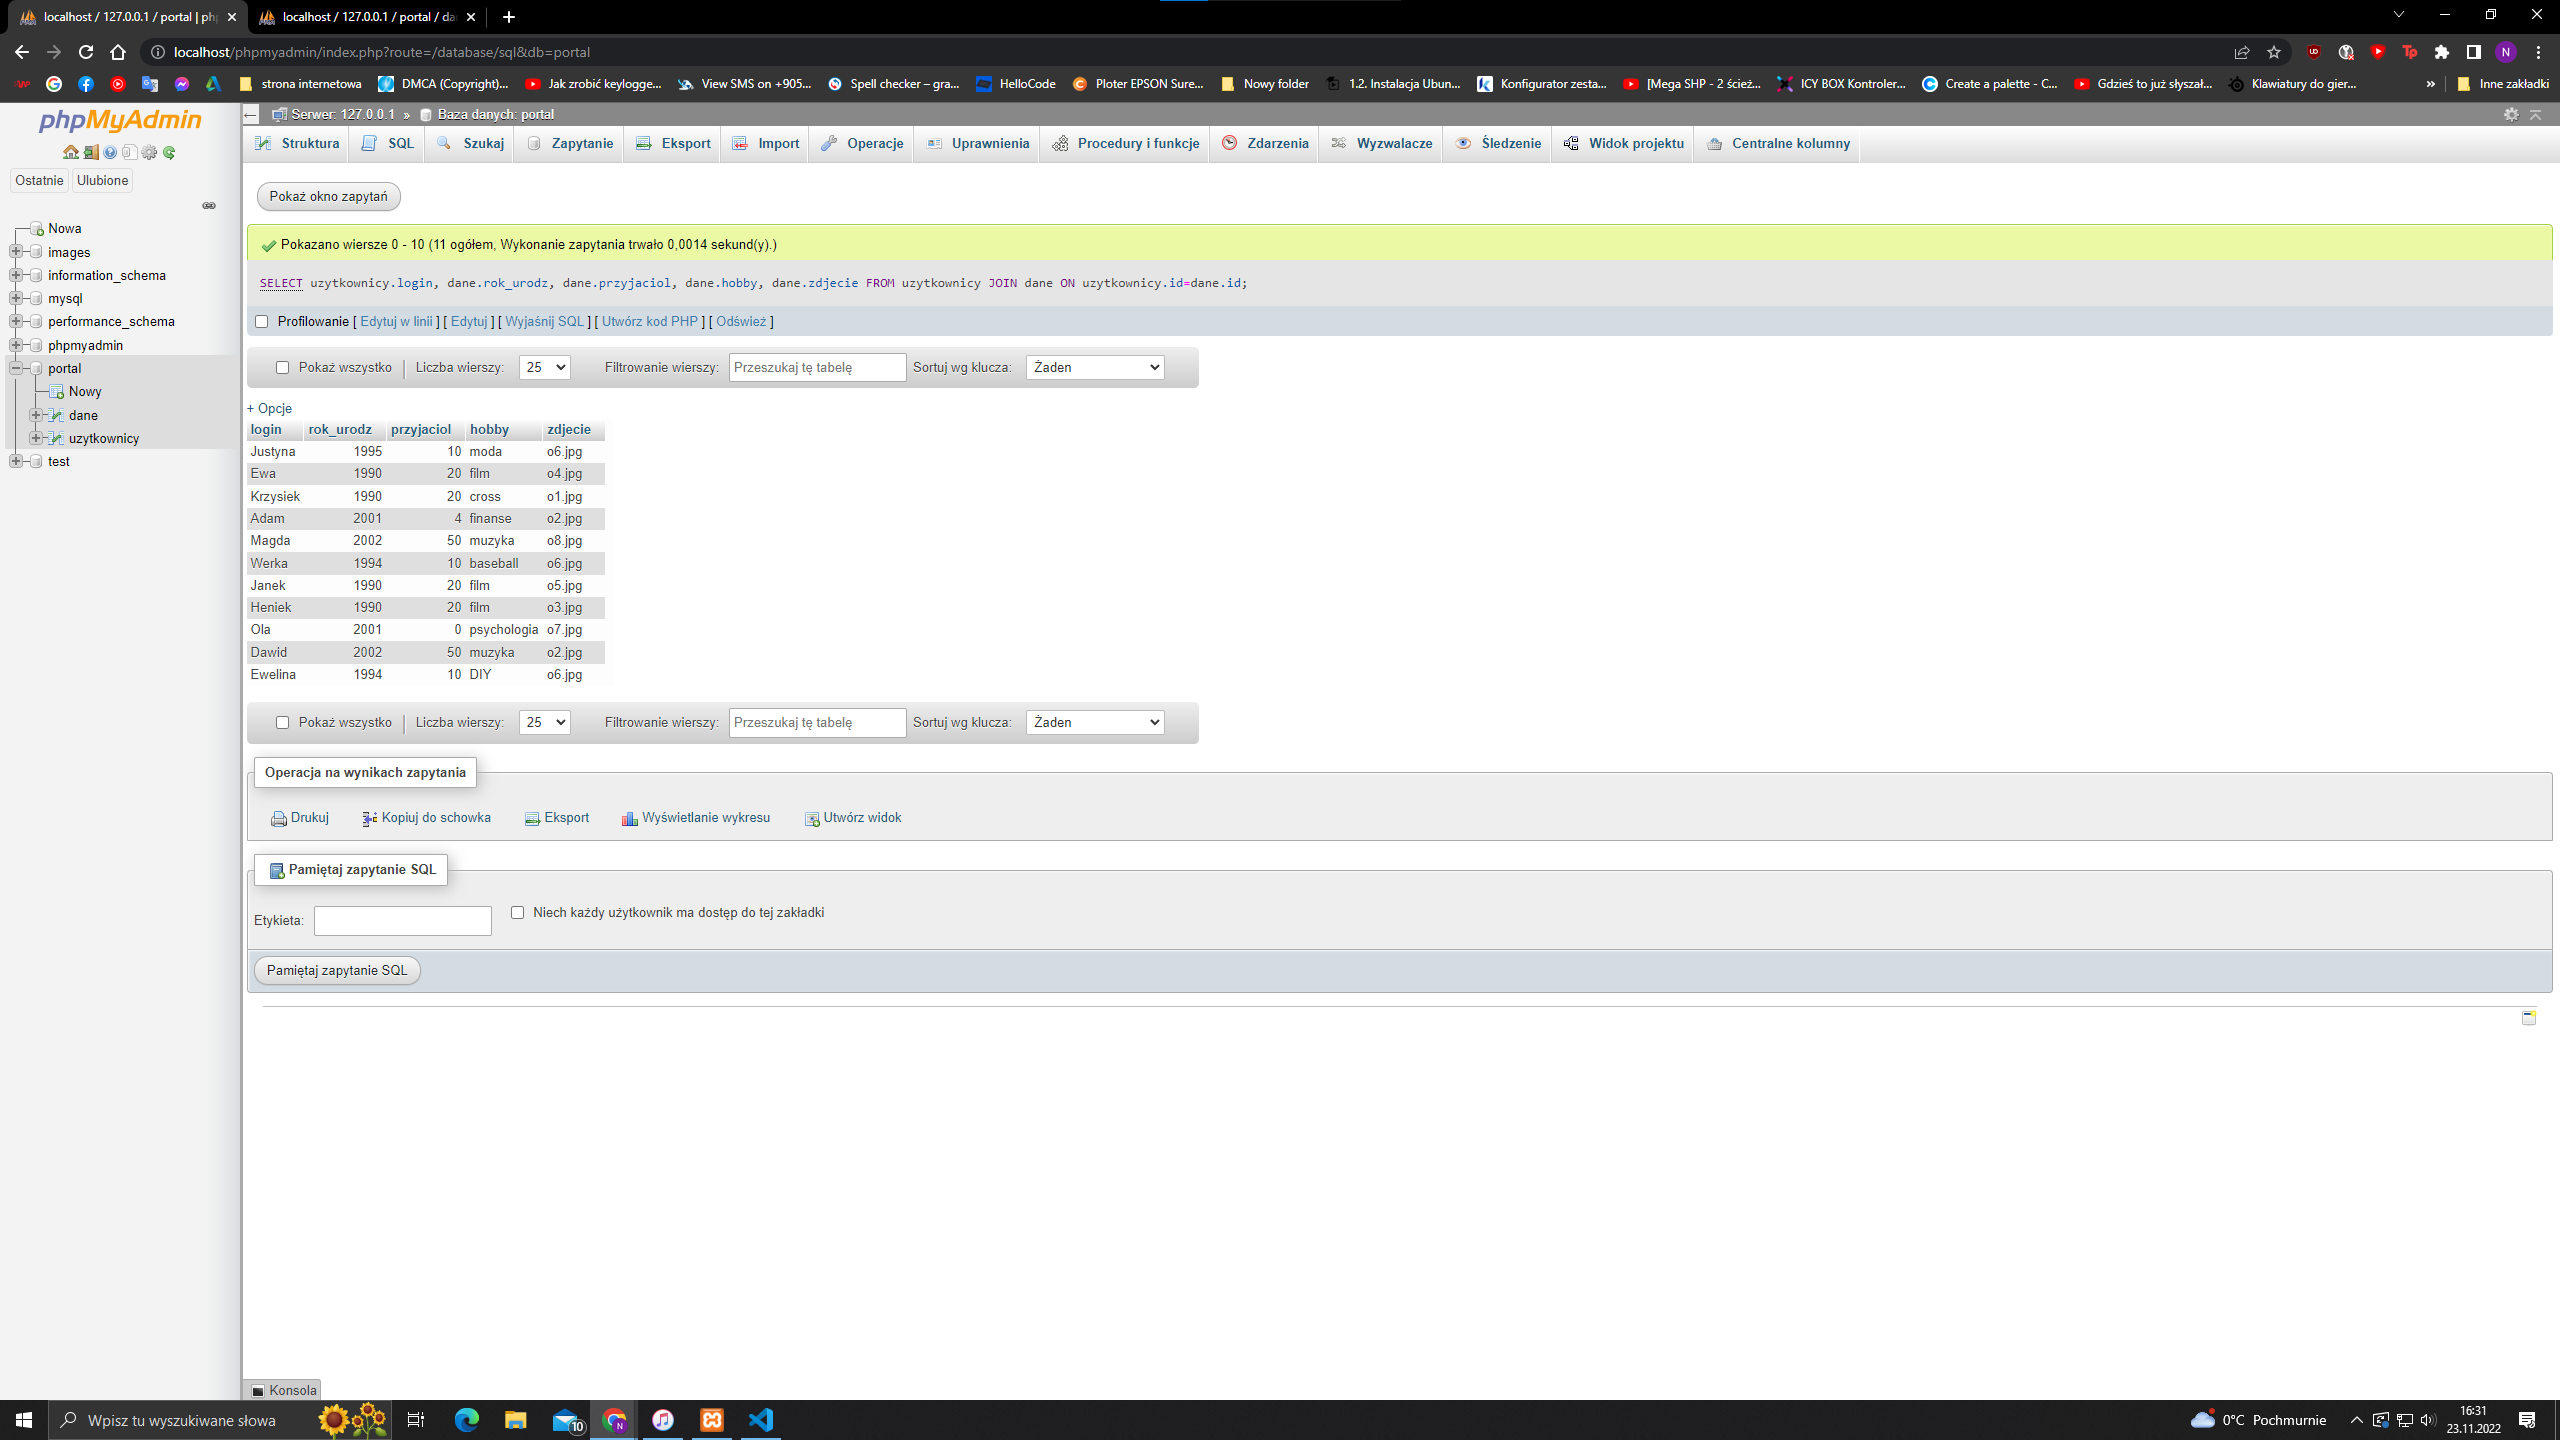 localhost / 127.0.0.1 / portal | php
localhost / 127.0.0.1 / portal / da
localhost/phpmyadmin/index.php?route=/database/sql&db=portal
strona internetowa
DMCA (Copyright)...
Jak zrobić keylogge...
View SMS on +905...
Spell checker – gra...
HelloCode
Ploter EPSON Sure...
Nowy folder
1.2. Instalacja Ubun...
Konfigurator zesta...
[Mega SHP - 2 ścież...
ICY BOX Kontroler...
Create a palette - C...
Gdzieś to już słyszał...
Klawiatury do gier...
»
Inne zakładki
phpMyAdmin
Ostatnie
Ulubione
Nowa
images
information_schema
mysql
performance_schema
phpmyadmin
portal
Nowy
dane
uzytkownicy
test
Serwer: 127.0.0.1 » Baza danych: portal
Struktura
SQL
Szukaj
Zapytanie
Eksport
Import
Operacje
Uprawnienia
Procedury i funkcje
Zdarzenia
Wyzwalacze
Śledzenie
Widok projektu
Centralne kolumny
Pokaż okno zapytań
Pokazano wiersze 0 - 10 (11 ogółem, Wykonanie zapytania trwało 0,0014 sekund(y).)
SELECT uzytkownicy.login, dane.rok_urodz, dane.przyjaciol, dane.hobby, dane.zdjecie FROM uzytkownicy JOIN dane ON uzytkownicy.id=dane.id;
Profilowanie [ Edytuj w linii ] [ Edytuj ] [ Wyjaśnij SQL ] [ Utwórz kod PHP ] [ Odśwież ]
Pokaż wszystko | Liczba wierszy: 25 Filtrowanie wierszy: Przeszukaj tę tabelę Sortuj wg klucza: Żaden
+ Opcje
login rok_urodz przyjaciol hobby zdjecie
Justyna 1995 10 moda o6.jpg
Ewa 1990 20 film o4.jpg
Krzysiek 1990 20 cross o1.jpg
Adam 2001 4 finanse o2.jpg
Magda 2002 50 muzyka o8.jpg
Werka 1994 10 baseball o6.jpg
Janek 1990 20 film o5.jpg
Heniek 1990 20 film o3.jpg
Ola 2001 0 psychologia o7.jpg
Dawid 2002 50 muzyka o2.jpg
Ewelina 1994 10 DIY o6.jpg
Pokaż wszystko | Liczba wierszy: 25 Filtrowanie wierszy: Przeszukaj tę tabelę Sortuj wg klucza: Żaden
Operacja na wynikach zapytania
Drukuj
Kopiuj do schowka
Eksport
Wyświetlanie wykresu
Utwórz widok
Pamiętaj zapytanie SQL
Etykieta:
Niech każdy użytkownik ma dostęp do tej zakładki
Pamiętaj zapytanie SQL
Konsola
Wpisz tu wyszukiwane słowa
10
N
0°C Pochmurnie
16:31
23.11.2022